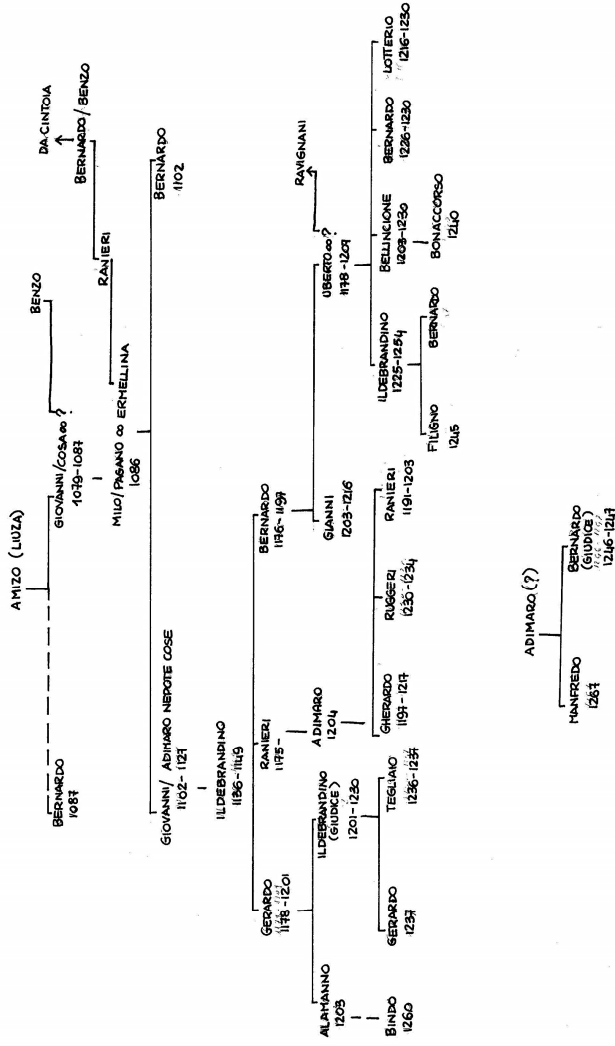 AMIZO (LIUZA)
BERNARDO
1087
GIOVANNI/COSA∞?
1079-1087
BENZO
DA CINTOIA
BERNARDO/BENZO
RANIERI
MILO/PAGANO ∞ ERMELLINA
1086
GIOVANNI/ ADIMARO NEPOTE COSE
1102-1127
BERNARDO
1102
ILDEBRANDINO
1136-1149
GERARDO
1178-1201
RANIERI
1175-
BERNARDO
1176-1197
RAVIGNANI
ALAMANNO
1203
ILDEBRANDINO
(GIUDICE)
1201-1230
ADIMARO
1204
GIANNI
1203-1216
UBERTO∞?
1178-1209
BINDO
1260
GERARDO
1237
TEGLIAIO
1236-1237
GHERARDO
1197-1217
RUGGERI
1230-1234
RANIERI
1191-1203
ILDEBRANDINO
1225-1254
BELLINCIONE
1203-1230
BERNARDO
1226-1230
LOTTERIO
1216-1230
FILIGNO
1245
BERNARDO
BONACCORSO
1240
ADIMARO(?)
MANFREDO
1267
BERNARDO
(GIUDICE)
1246-1247